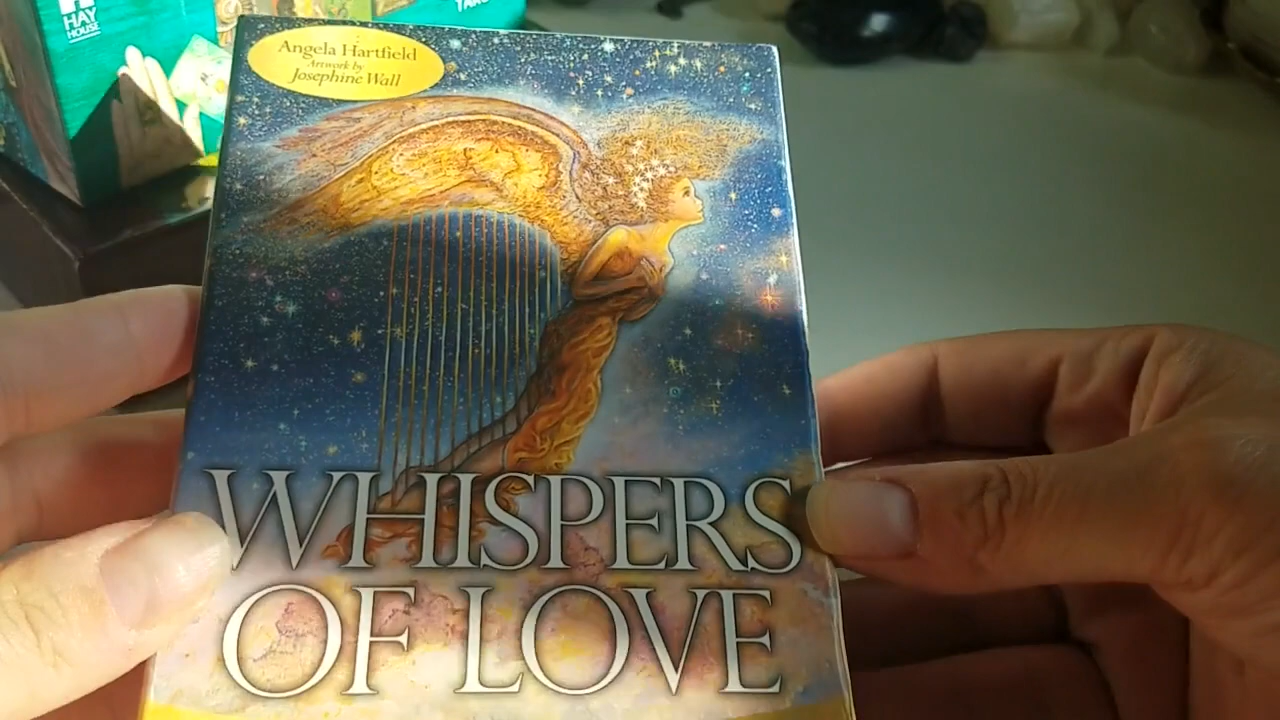 HAY
HOUSE
Angela Hartfield
Artwork by
Josephine Wall
WHISPERS
OF LOVE